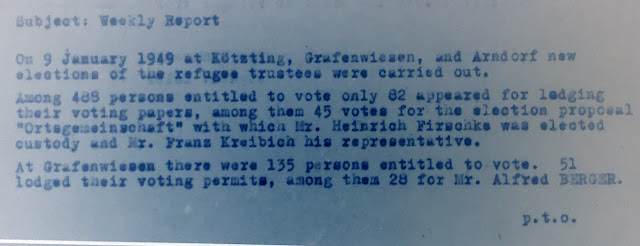 Subject: Weekly Report
On 9 January 1949 at Kötzting, Grafenwiesen, and Arndorf new
elections of the refugee trustees were carried out.
Among 488 persons entitled to vote only 82 appeared for lodging
their voting papers, among them 45 votes for the election proposal
"Ortsgemeinschaft" with which Mr. Heinrich Firschke was elected
custody and Mr. Franz Kreibich his representative.
At Grafenwiesen there were 135 persons entitled to vote. 51
lodged their voting permits, among them 28 for Mr. Alfred BERGER.
p.t.o.